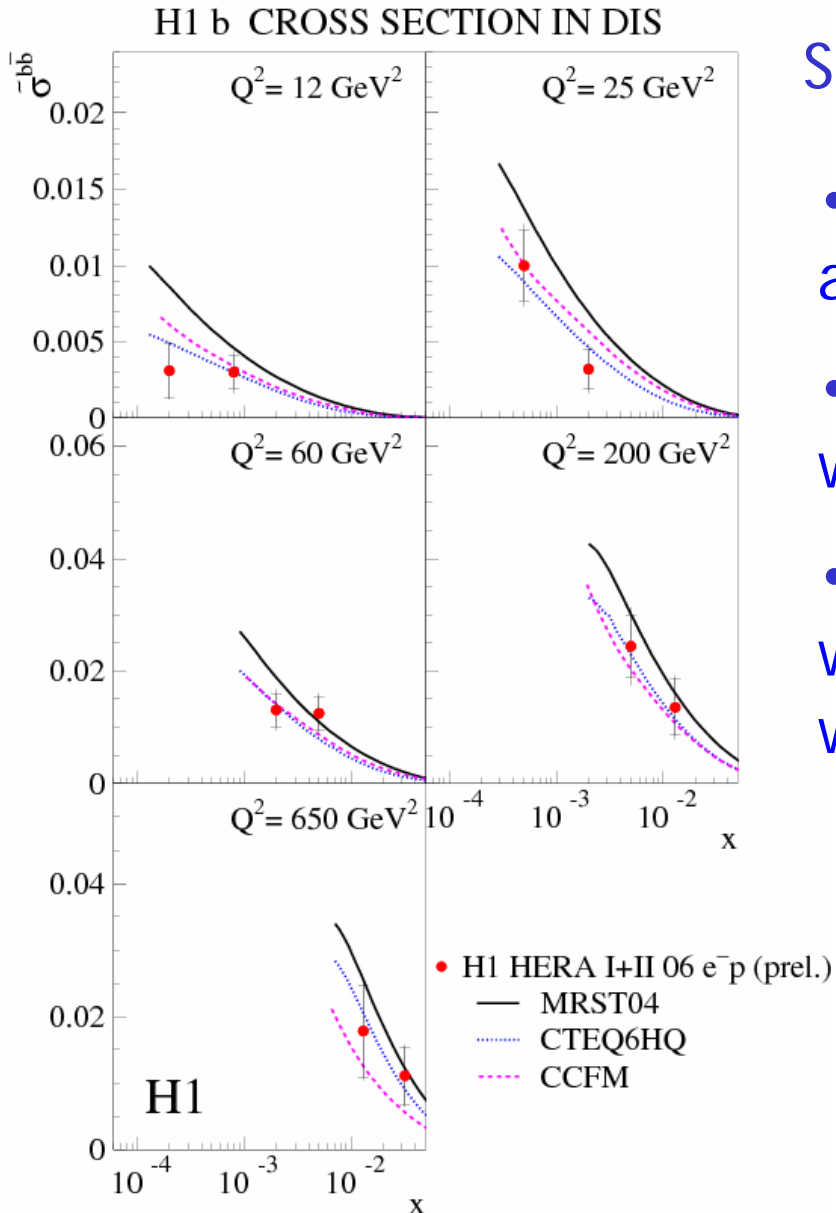 H1 b CROSS SECTION IN DIS
σ̃^bb̄
Q²= 12 GeV²
Q²= 25 GeV²
0.02
0.015
0.01
0.005
0
Q²= 60 GeV²
Q²= 200 GeV²
0.06
0.04
0.02
0
Q²= 650 GeV²
10⁻⁴ 10⁻³ 10⁻²
x
0.04
0.02
0
H1
10⁻⁴ 10⁻³ 10⁻²
x
H1 HERA I+II 06 e⁻p (prel.)
MRST04
CTEQ6HQ
CCFM
S
•
a
•
w
•
w
w